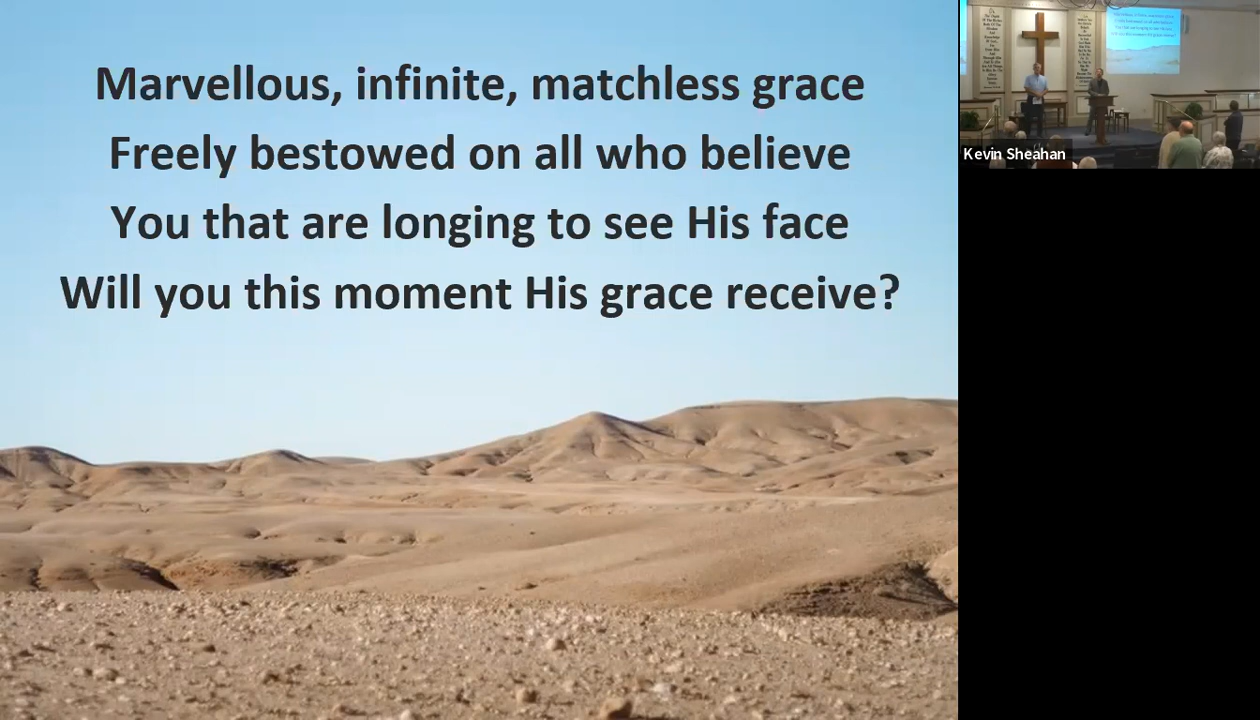 Marvellous, infinite, matchless grace
Freely bestowed on all who believe
You that are longing to see His face
Will you this moment His grace receive?
Kevin Sheahan